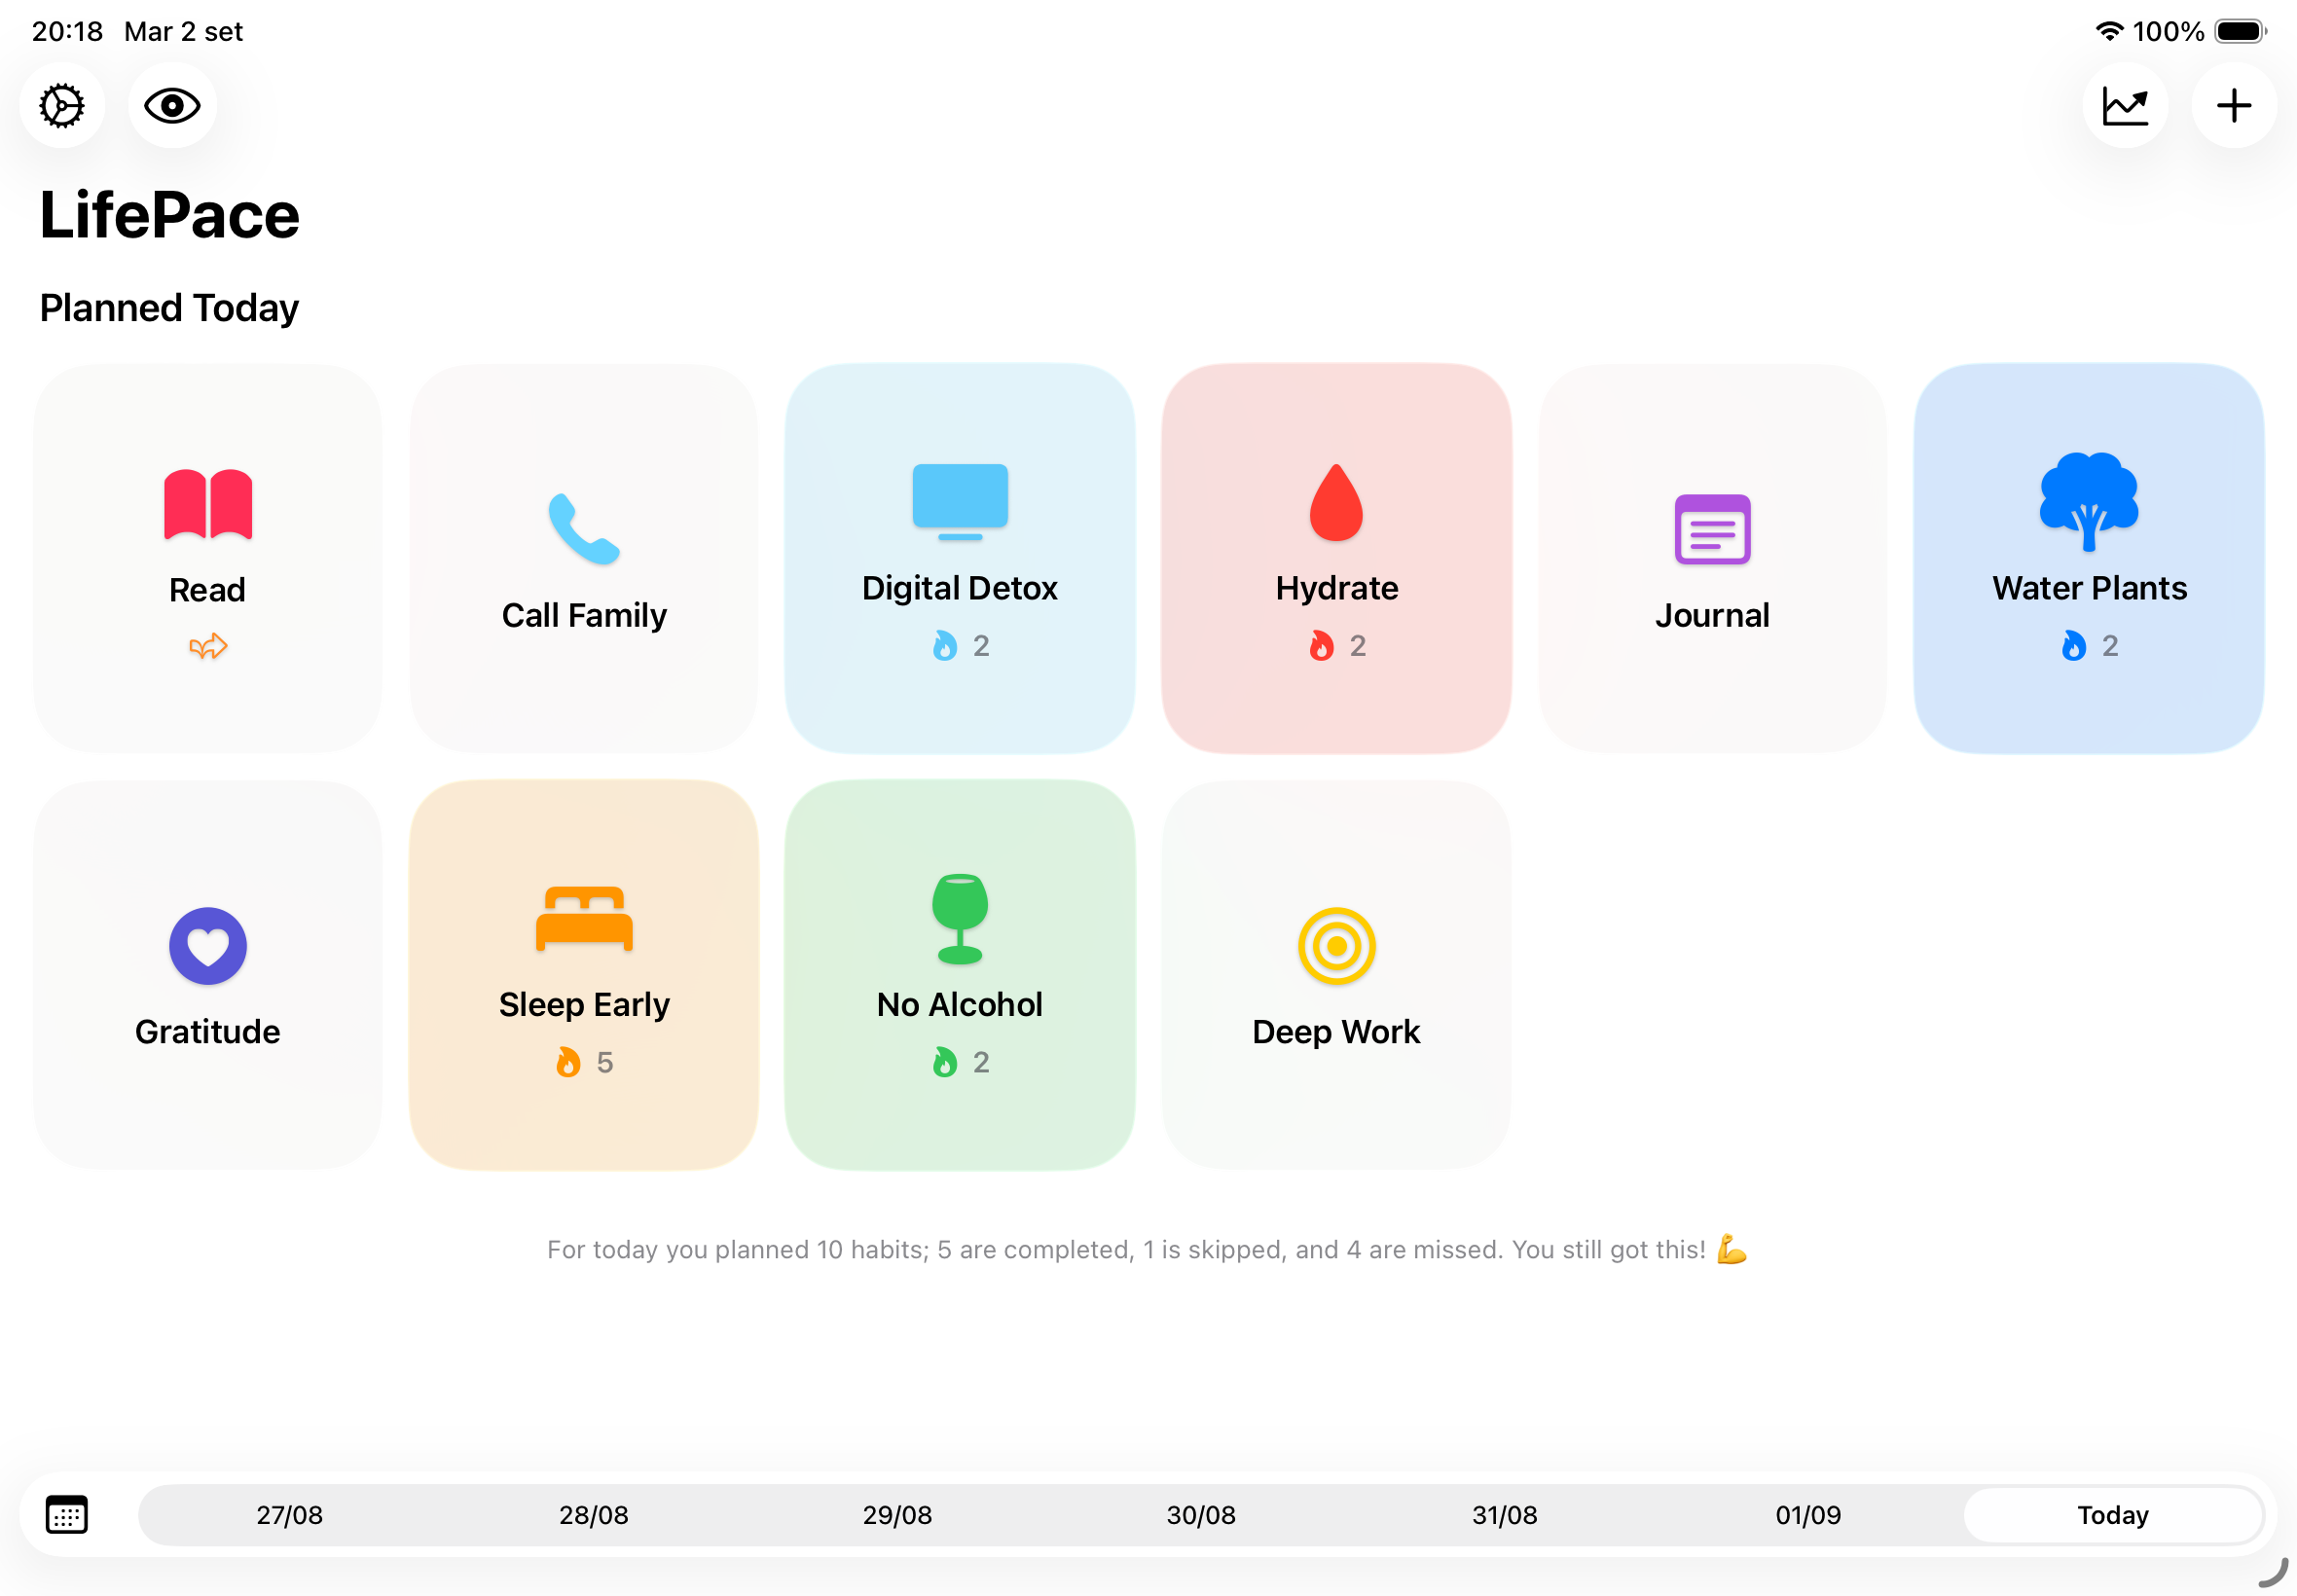 20:18 Mar 2 set 100%
LifePace
Planned Today
Read
Call Family
Digital Detox
2
Hydrate
2
Journal
Water Plants
2
Gratitude
Sleep Early
5
No Alcohol
2
Deep Work
For today you planned 10 habits; 5 are completed, 1 is skipped, and 4 are missed. You still got this! 💪
27/08 28/08 29/08 30/08 31/08 01/09 Today